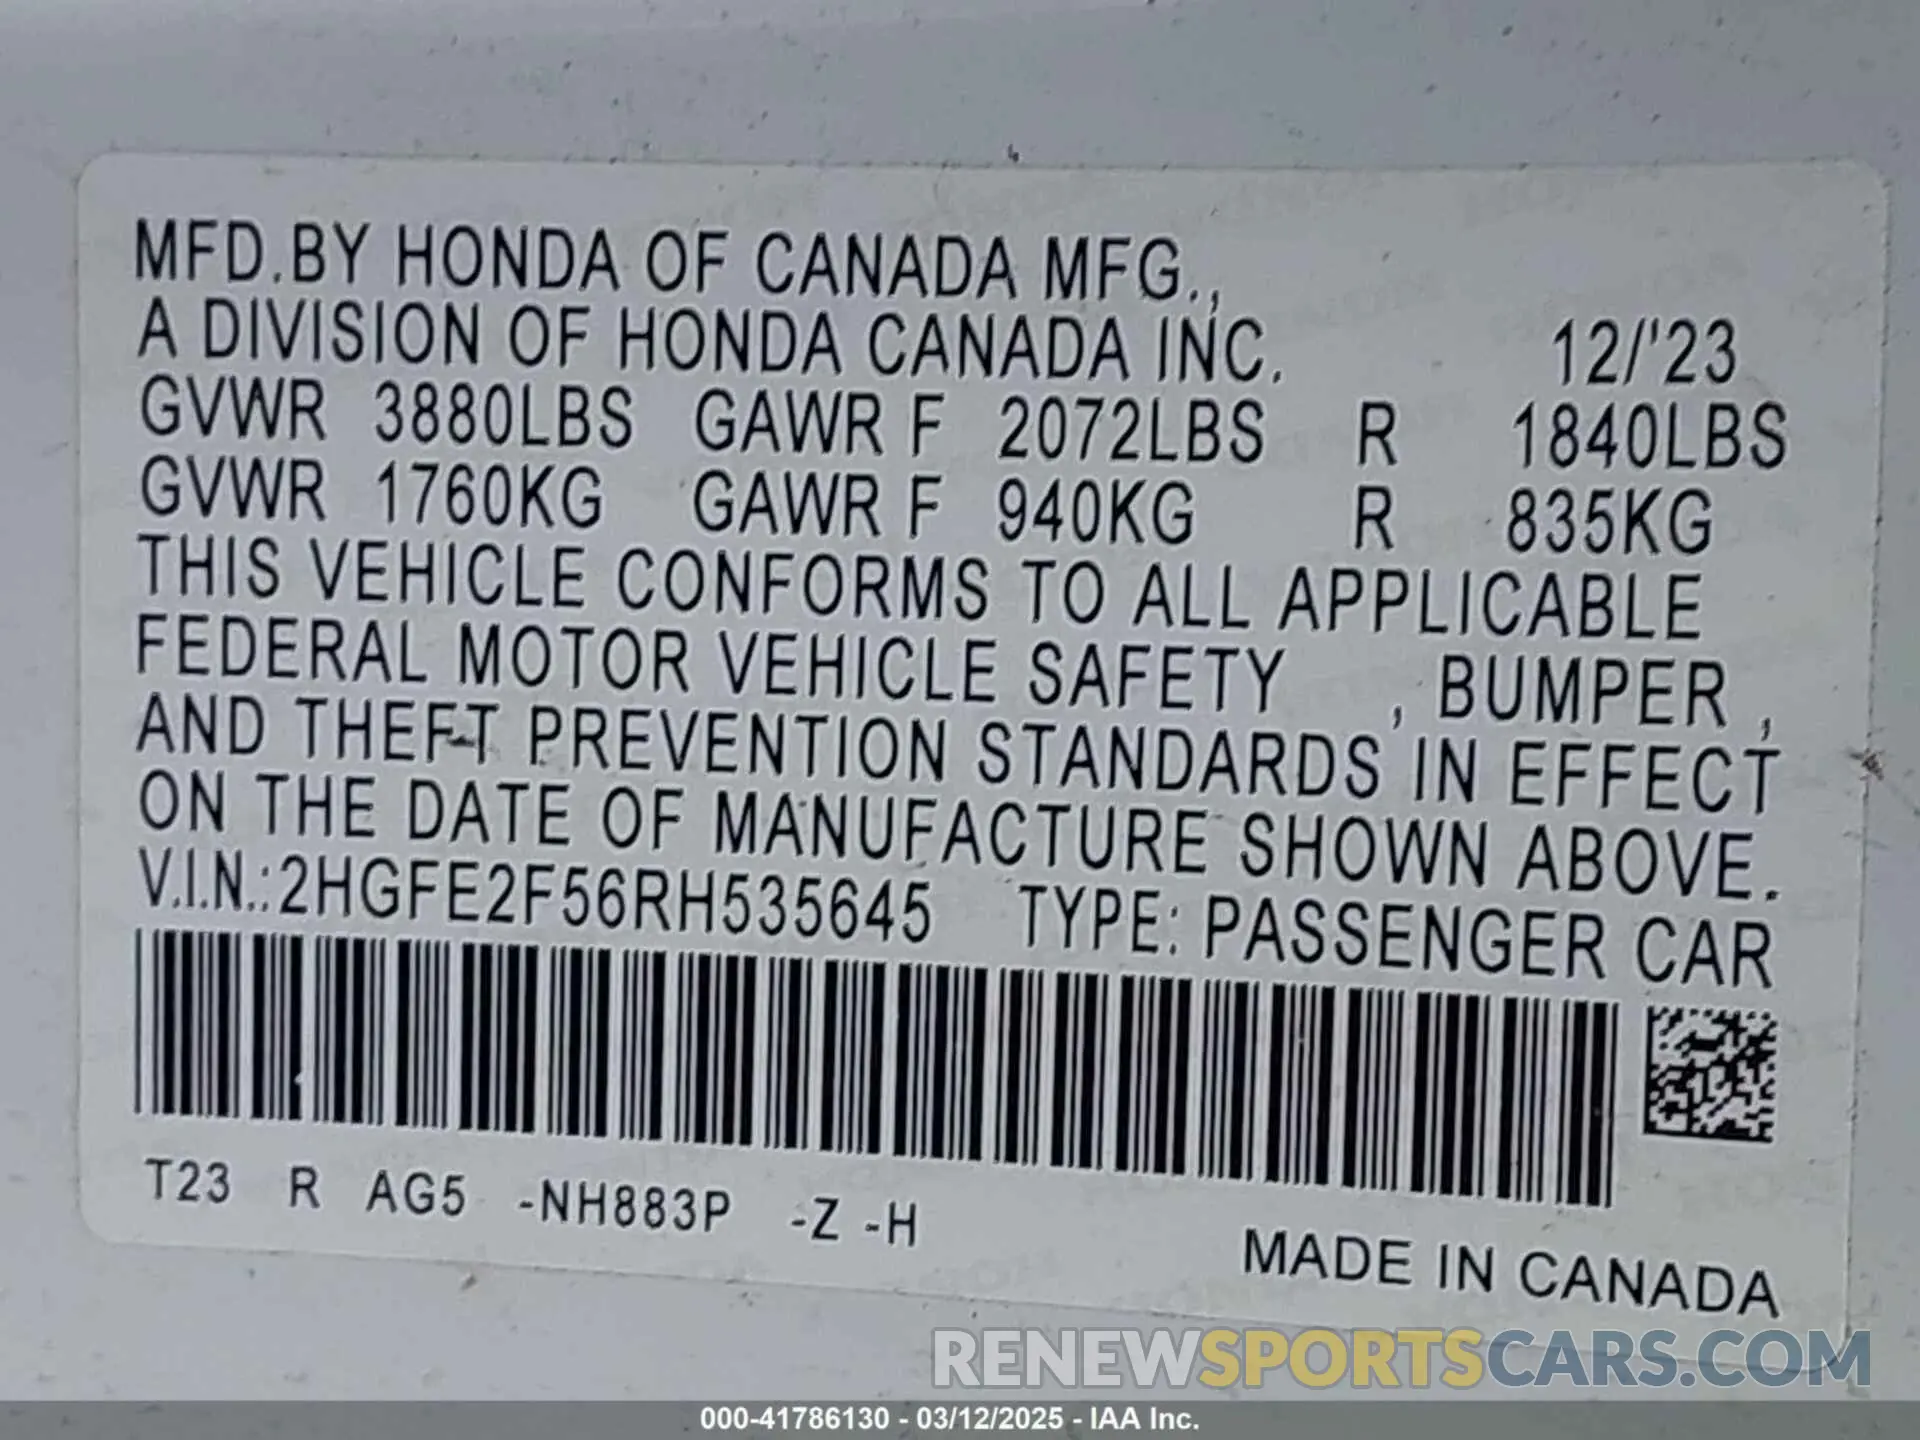 MFD.BY HONDA OF CANADA MFG.,
A DIVISION OF HONDA CANADA INC. 12/'23
GVWR 3880LBS GAWR F 2072LBS R 1840LBS
GVWR 1760KG GAWR F 940KG R 835KG
THIS VEHICLE CONFORMS TO ALL APPLICABLE
FEDERAL MOTOR VEHICLE SAFETY , BUMPER ,
AND THEFT PREVENTION STANDARDS IN EFFECT
ON THE DATE OF MANUFACTURE SHOWN ABOVE.
V.I.N.:2HGFE2F56RH535645 TYPE: PASSENGER CAR
T23 R AG5 -NH883P -Z -H
MADE IN CANADA
RENEWSPORTSCARS.COM
000-41786130 - 03/12/2025 - IAA Inc.